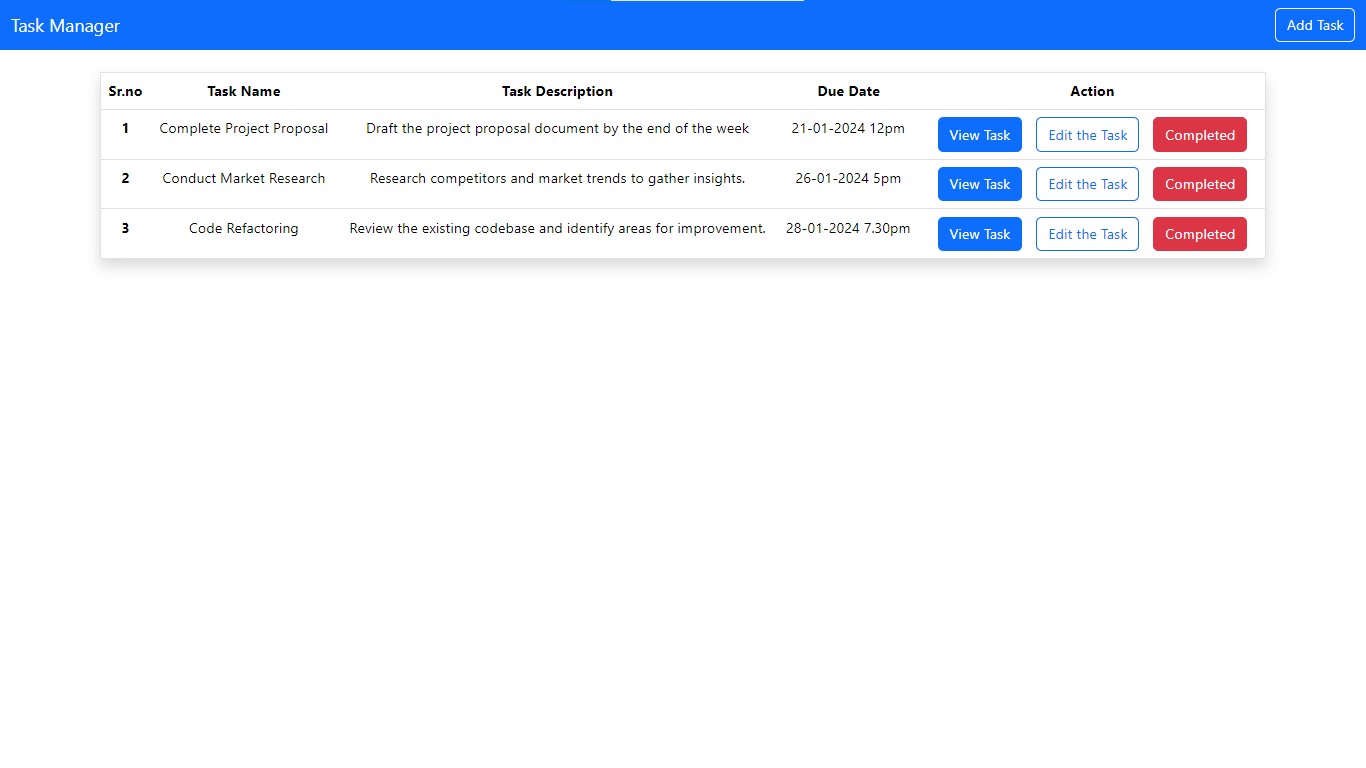 Task Manager Add Task
Sr.no Task Name Task Description Due Date Action
1 Complete Project Proposal Draft the project proposal document by the end of the week 21-01-2024 12pm View Task Edit the Task Completed
2 Conduct Market Research Research competitors and market trends to gather insights. 26-01-2024 5pm View Task Edit the Task Completed
3 Code Refactoring Review the existing codebase and identify areas for improvement. 28-01-2024 7.30pm View Task Edit the Task Completed